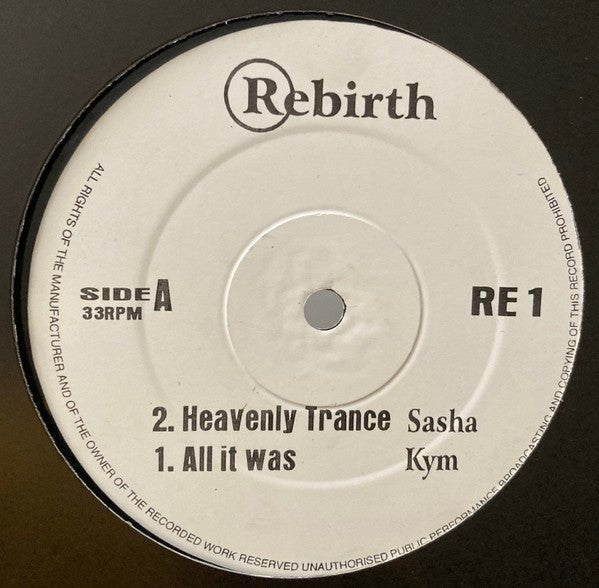 Rebirth
SIDE A
33RPM
RE 1
2. Heavenly Trance Sasha
1. All it was Kym
ALL RIGHTS OF THE MANUFACTURER AND OF THE OWNER OF THE RECORDED WORK RESERVED UNAUTHORISED PUBLIC PERFORMANCE BROADCASTING AND COPYING OF THIS RECORD PROHIBITED